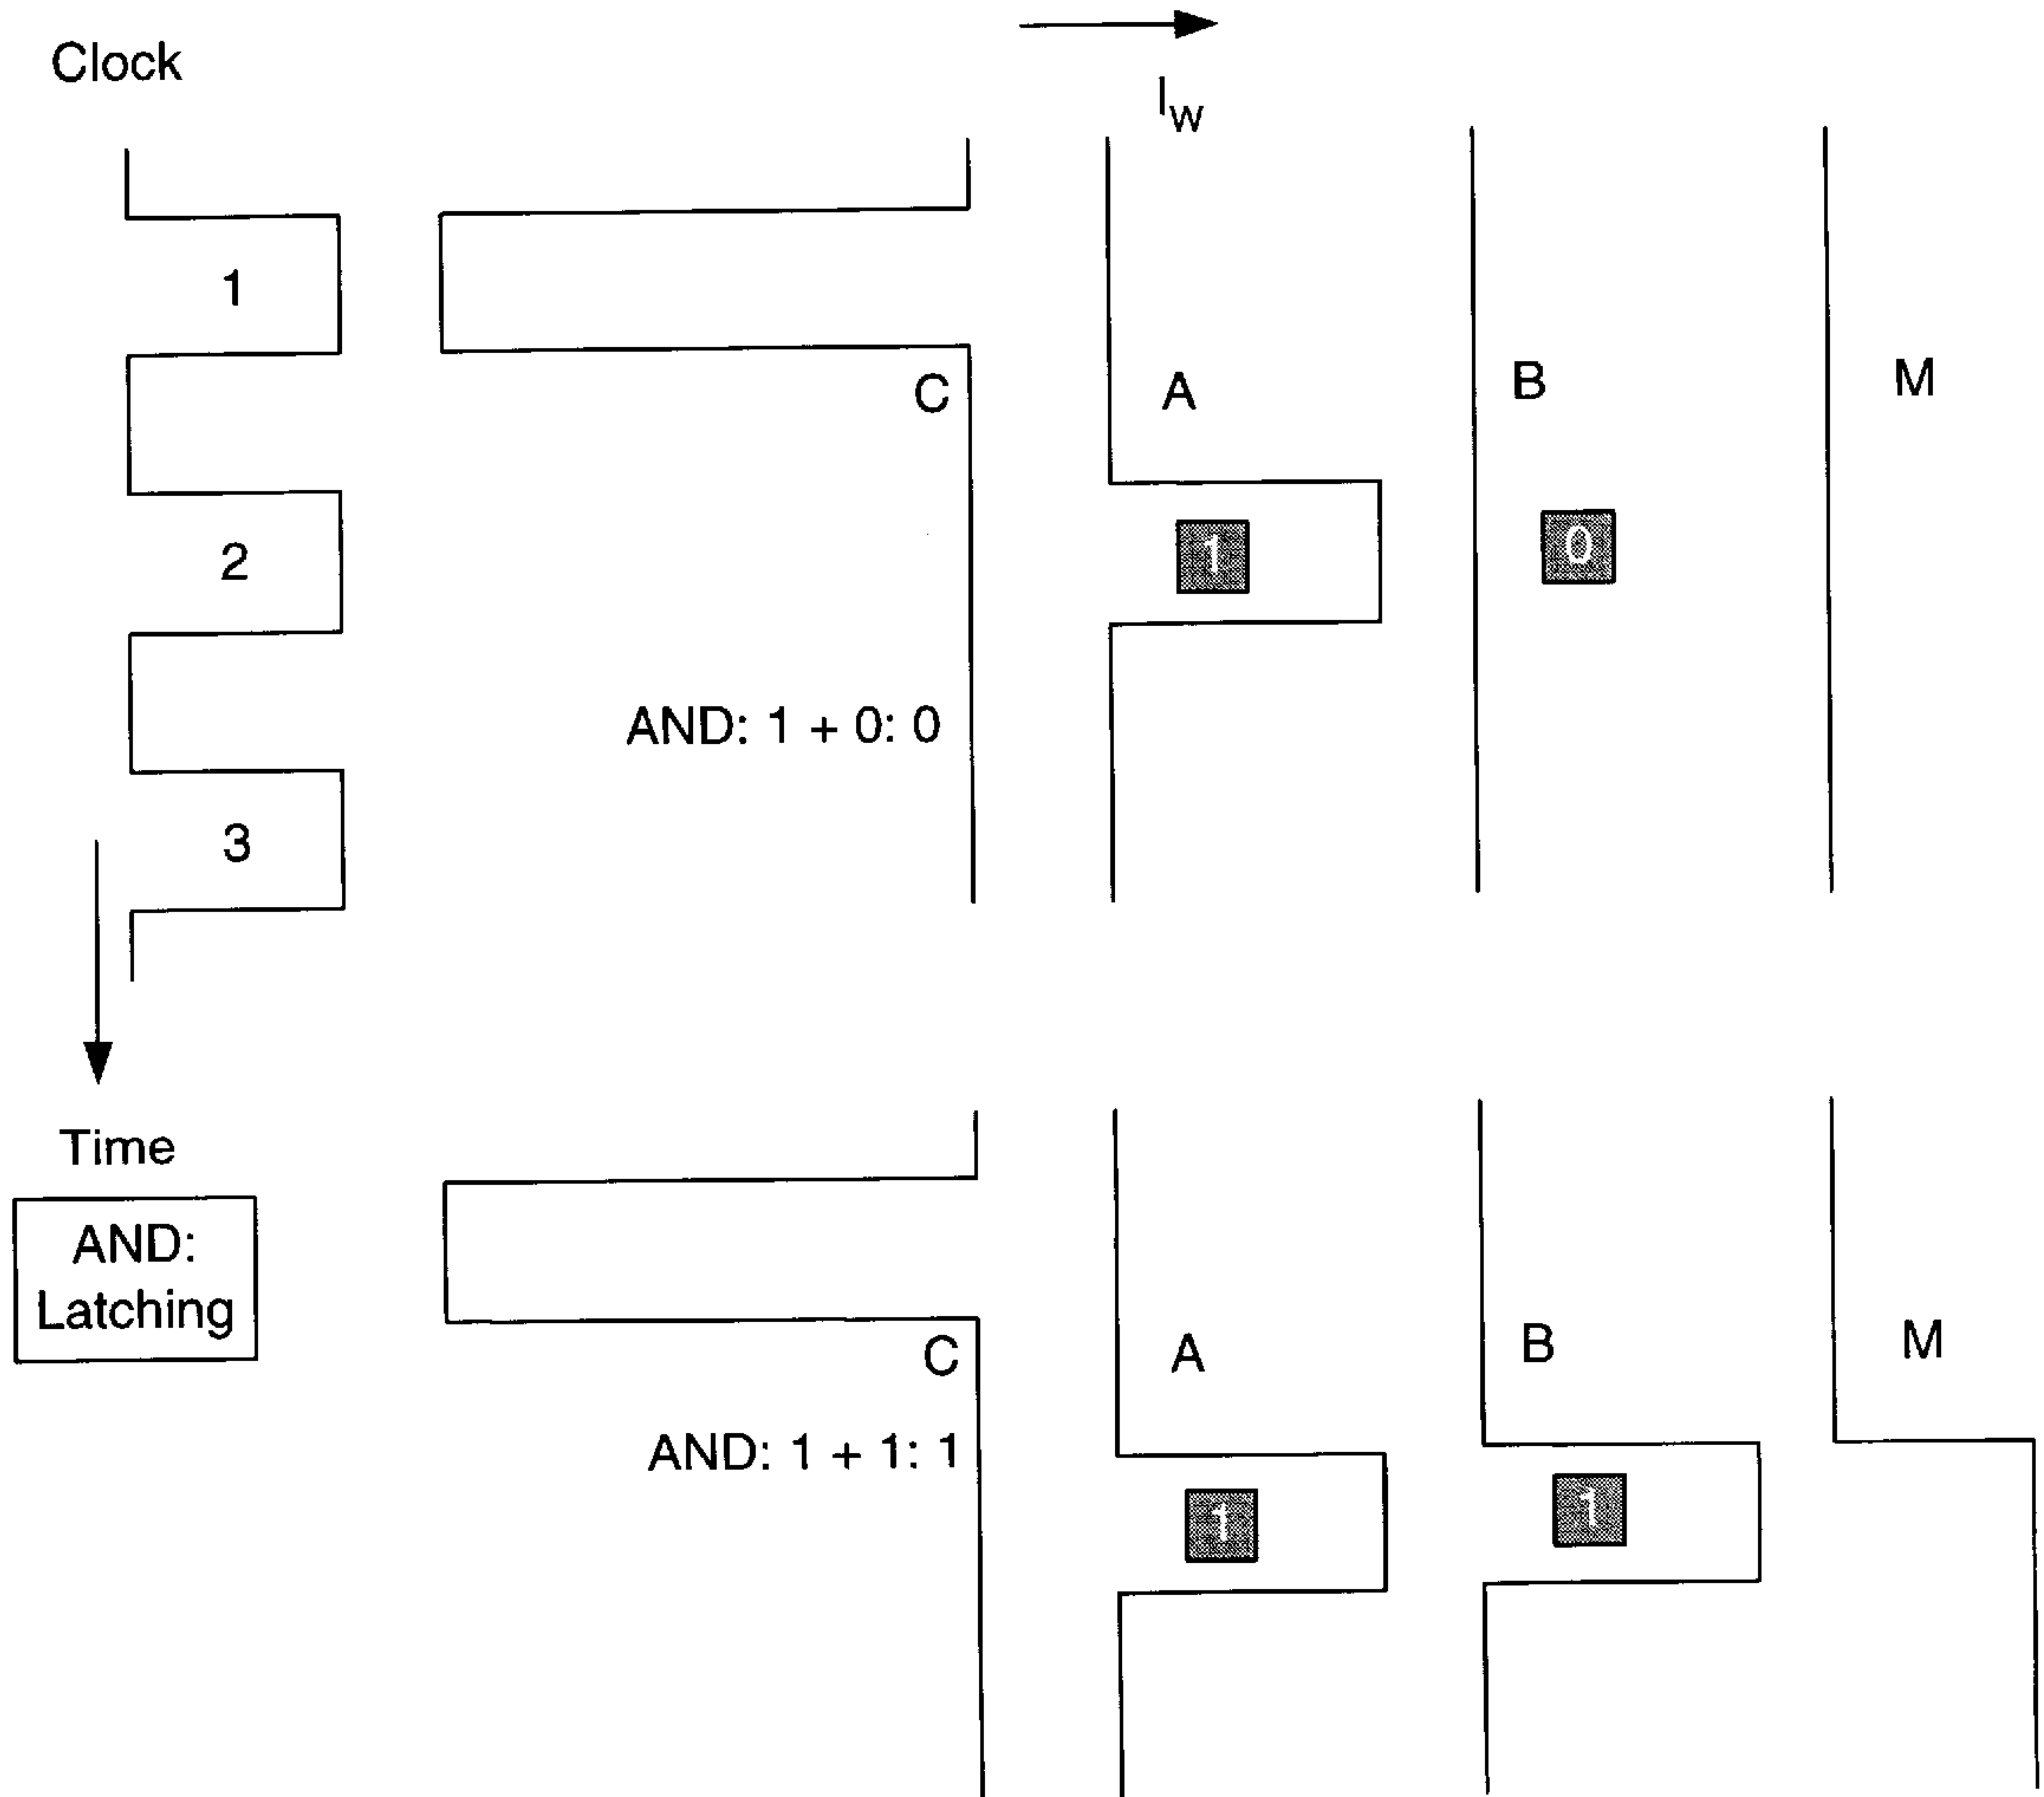 Clock
IW
1
C
A
B
M
2
1
0
AND: 1 + 0: 0
3
Time
AND:
Latching
C
A
B
M
AND: 1 + 1: 1
1
1